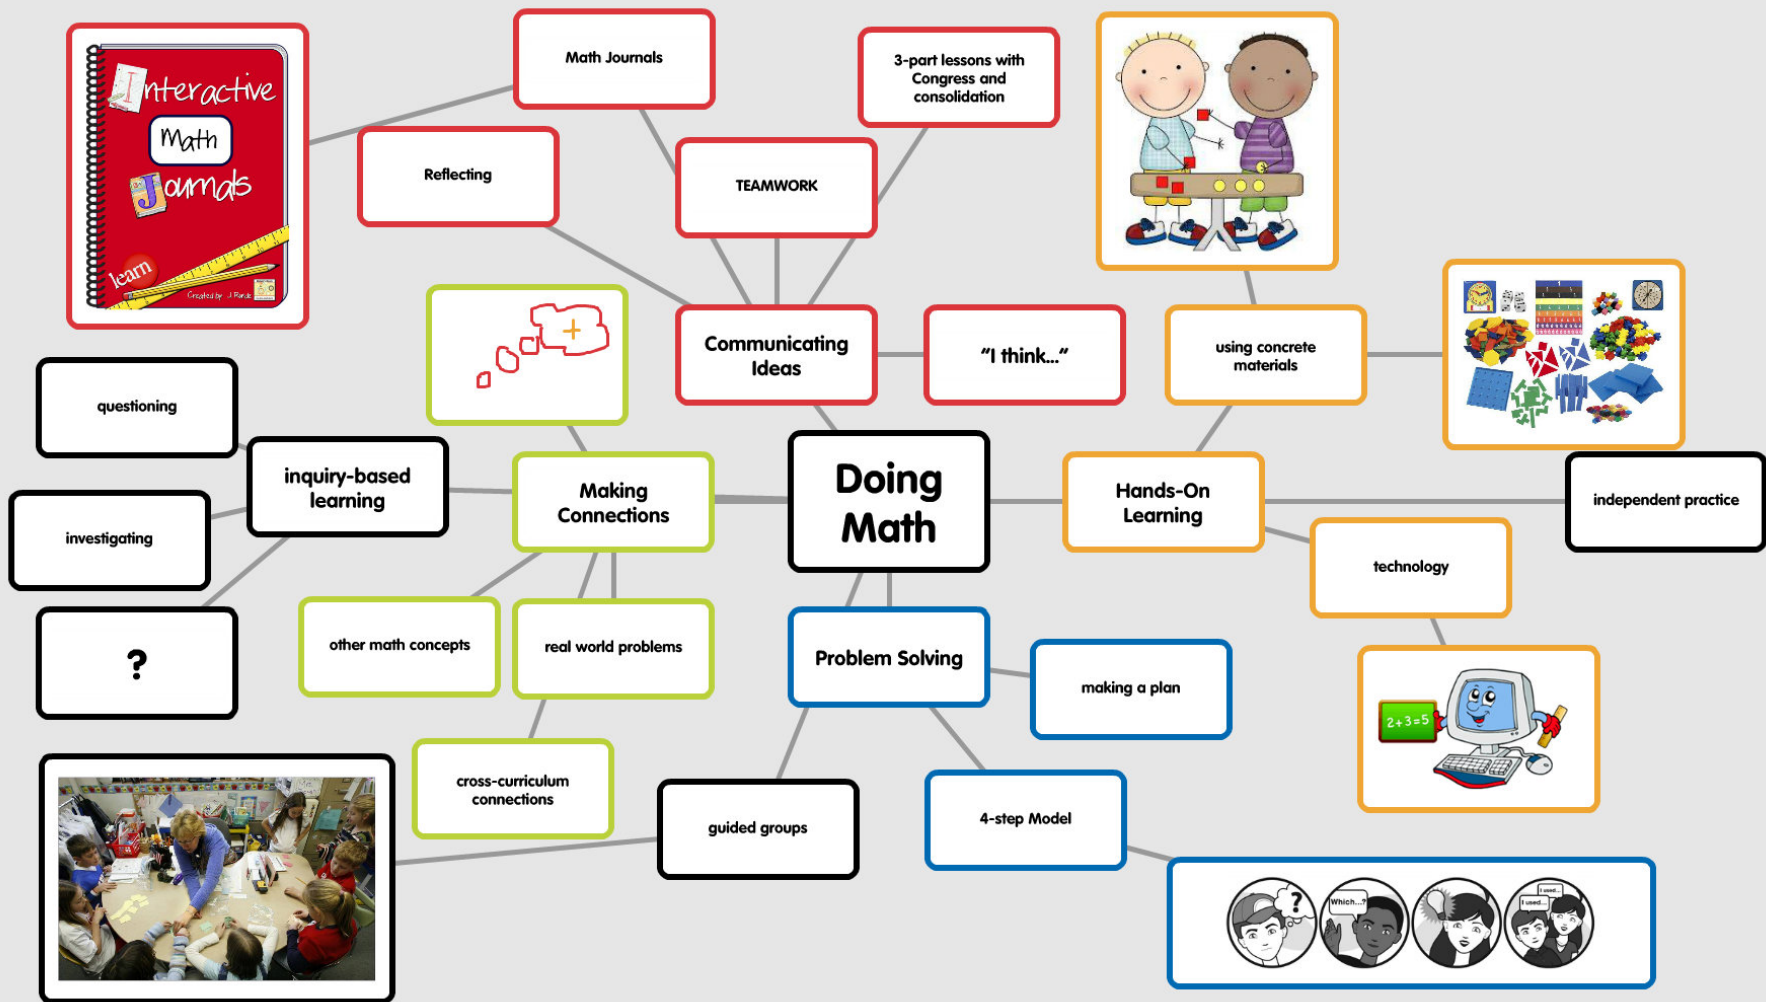 Interactive
Math
Journals
learn
Math Journals
3-part lessons with
Congress and
consolidation
Reflecting
TEAMWORK
Communicating
Ideas
"I think..."
using concrete
materials
+
questioning
investigating
?
inquiry-based
learning
Making
Connections
Doing
Math
Hands-On
Learning
independent practice
technology
2+3=5
other math concepts
real world problems
cross-curriculum
connections
Problem Solving
making a plan
guided groups
4-step Model
?
Which...?
I used...
I used...